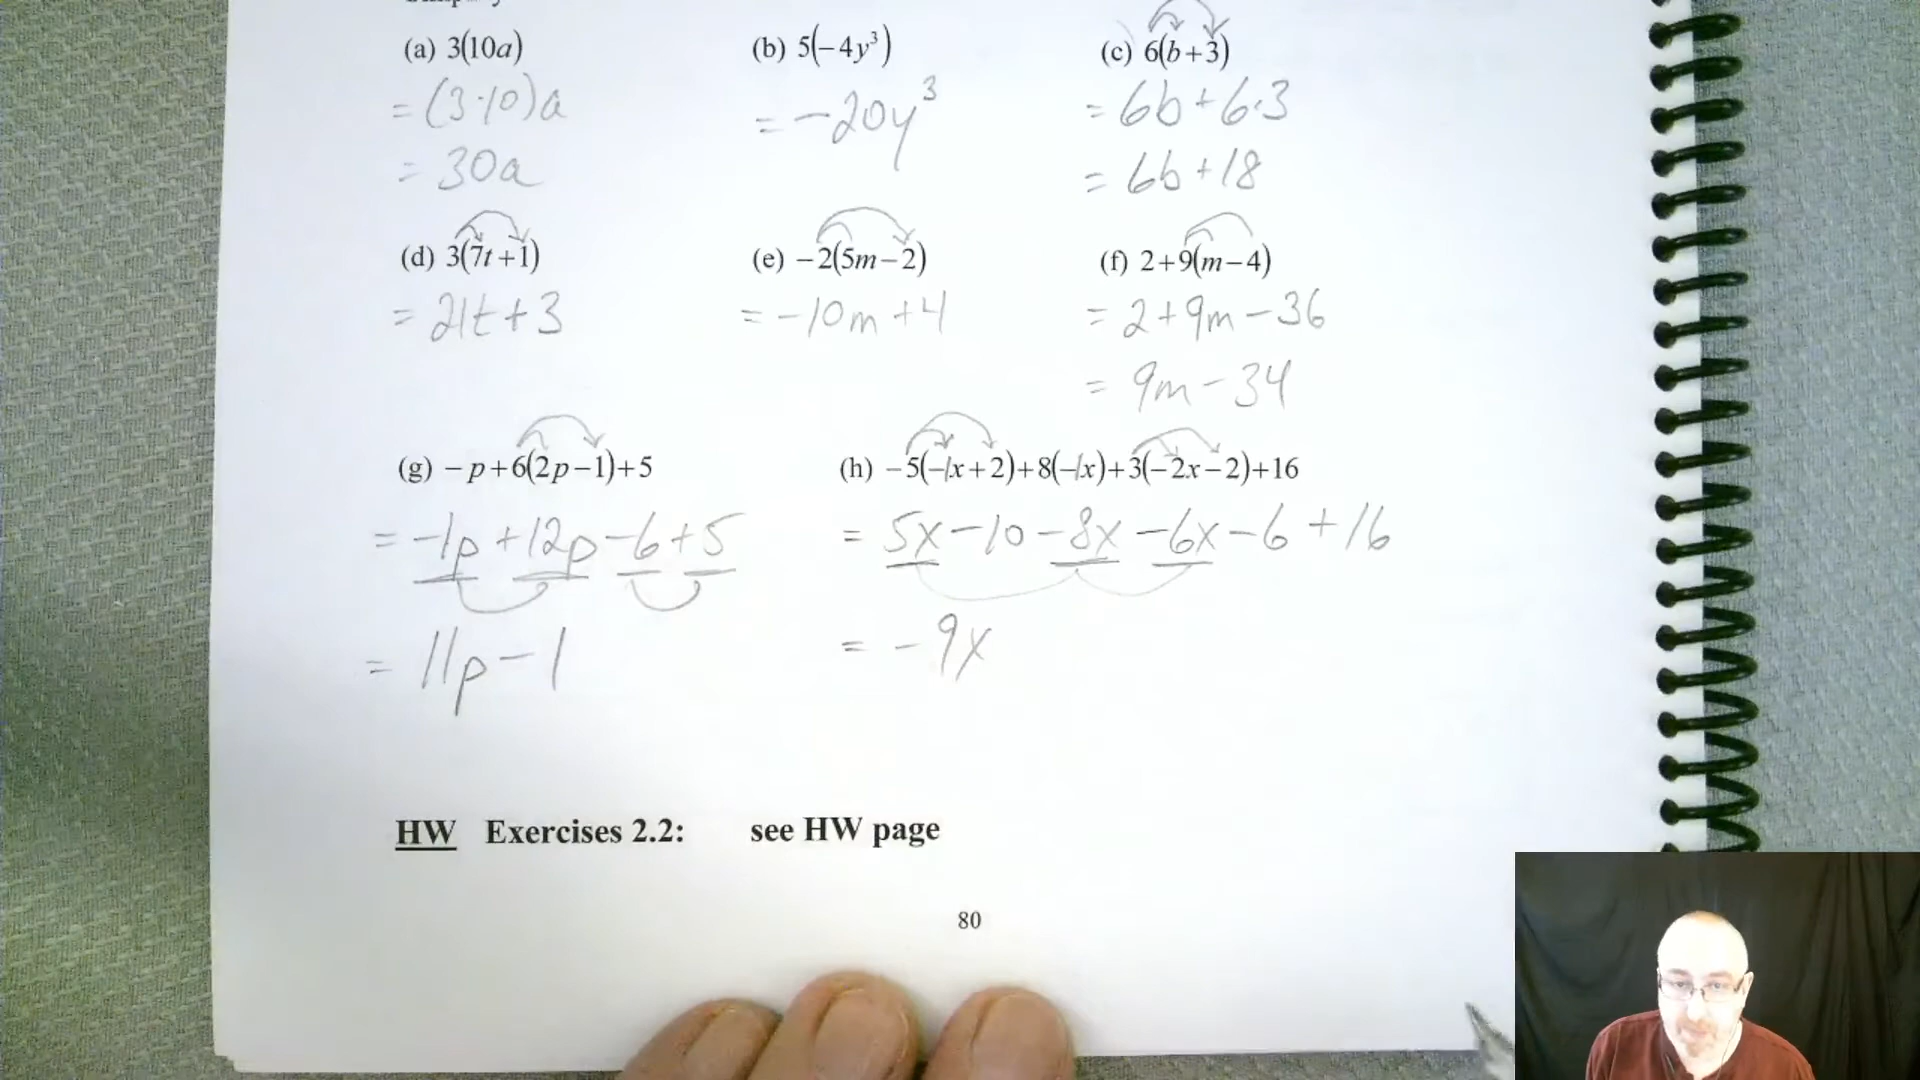 (a) 3(10a) (b) 5(−4y³) (c) 6(b+3)
= (3·10)a = −20y³ = 6b+6·3
= 30a = 6b+18
(d) 3(7t+1) (e) −2(5m−2) (f) 2+9(m−4)
= 21t+3 = −10m+4 = 2+9m−36
= 9m−34
(g) −p+6(2p−1)+5 (h) −5(−1x+2)+8(−1x)+3(−2x−2)+16
= −1p+12p−6+5 = 5x−10−8x−6x−6+16
= 11p−1 = −9x
HW Exercises 2.2: see HW page
80